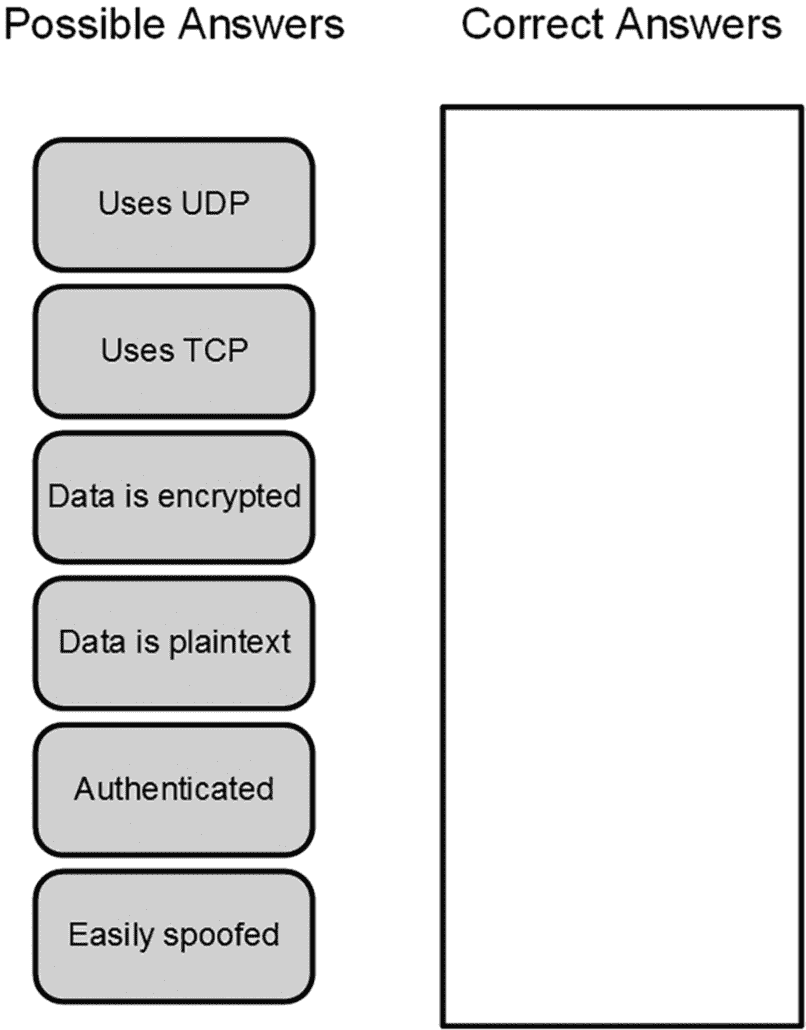 Possible Answers
Correct Answers
Uses UDP
Uses TCP
Data is encrypted
Data is plaintext
Authenticated
Easily spoofed